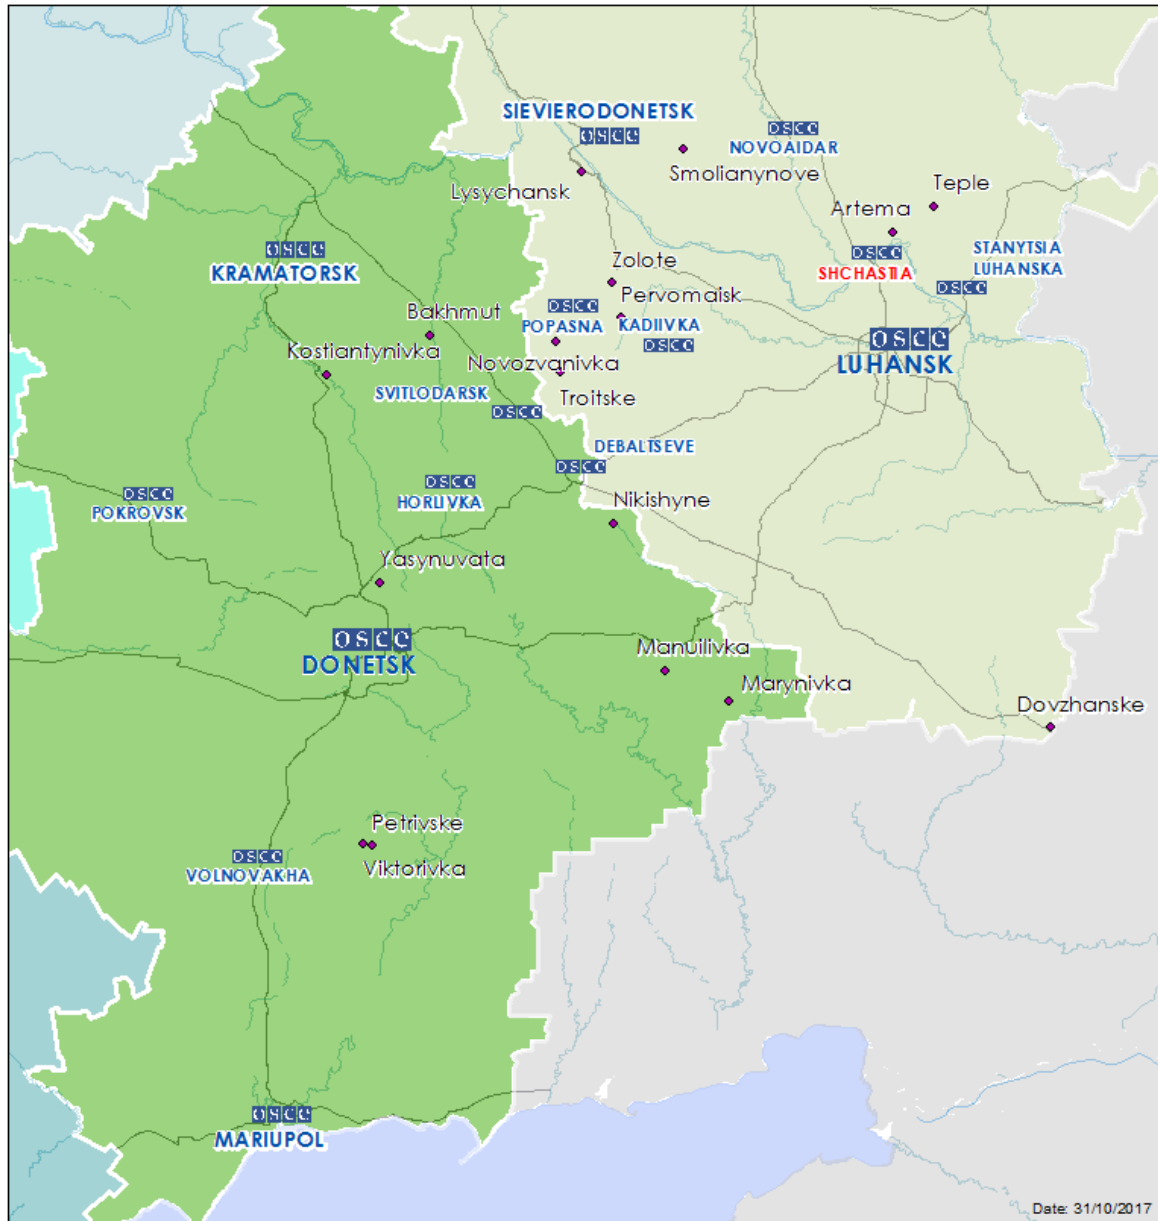 SIEVIERODONETSK
OSCE
OSCE
NOVOAIDAR
Smolianynove
Lysychansk
Teple
Artema
OSCE
SHCHASTIA
STANYTSIA
LUHANSKA
OSCE
OSCE
KRAMATORSK
Zolote
Pervomaisk
OSCE
POPASNA
KADIIVKA
OSCE
Bakhmut
Kostiantynivka
OSCE
LUHANSK
Novozvanivka
SVITLODARSK
OSCE
Troitske
DEBALTSEVE
OSCE
OSCE
HORLIVKA
OSCE
POKROVSK
Nikishyne
Yasynuvata
OSCE
DONETSK
Manuilivka
Marynivka
Dovzhanske
Petrivske
Viktorivka
OSCE
VOLNOVAKHA
OSCE
MARIUPOL
Date: 31/10/2017